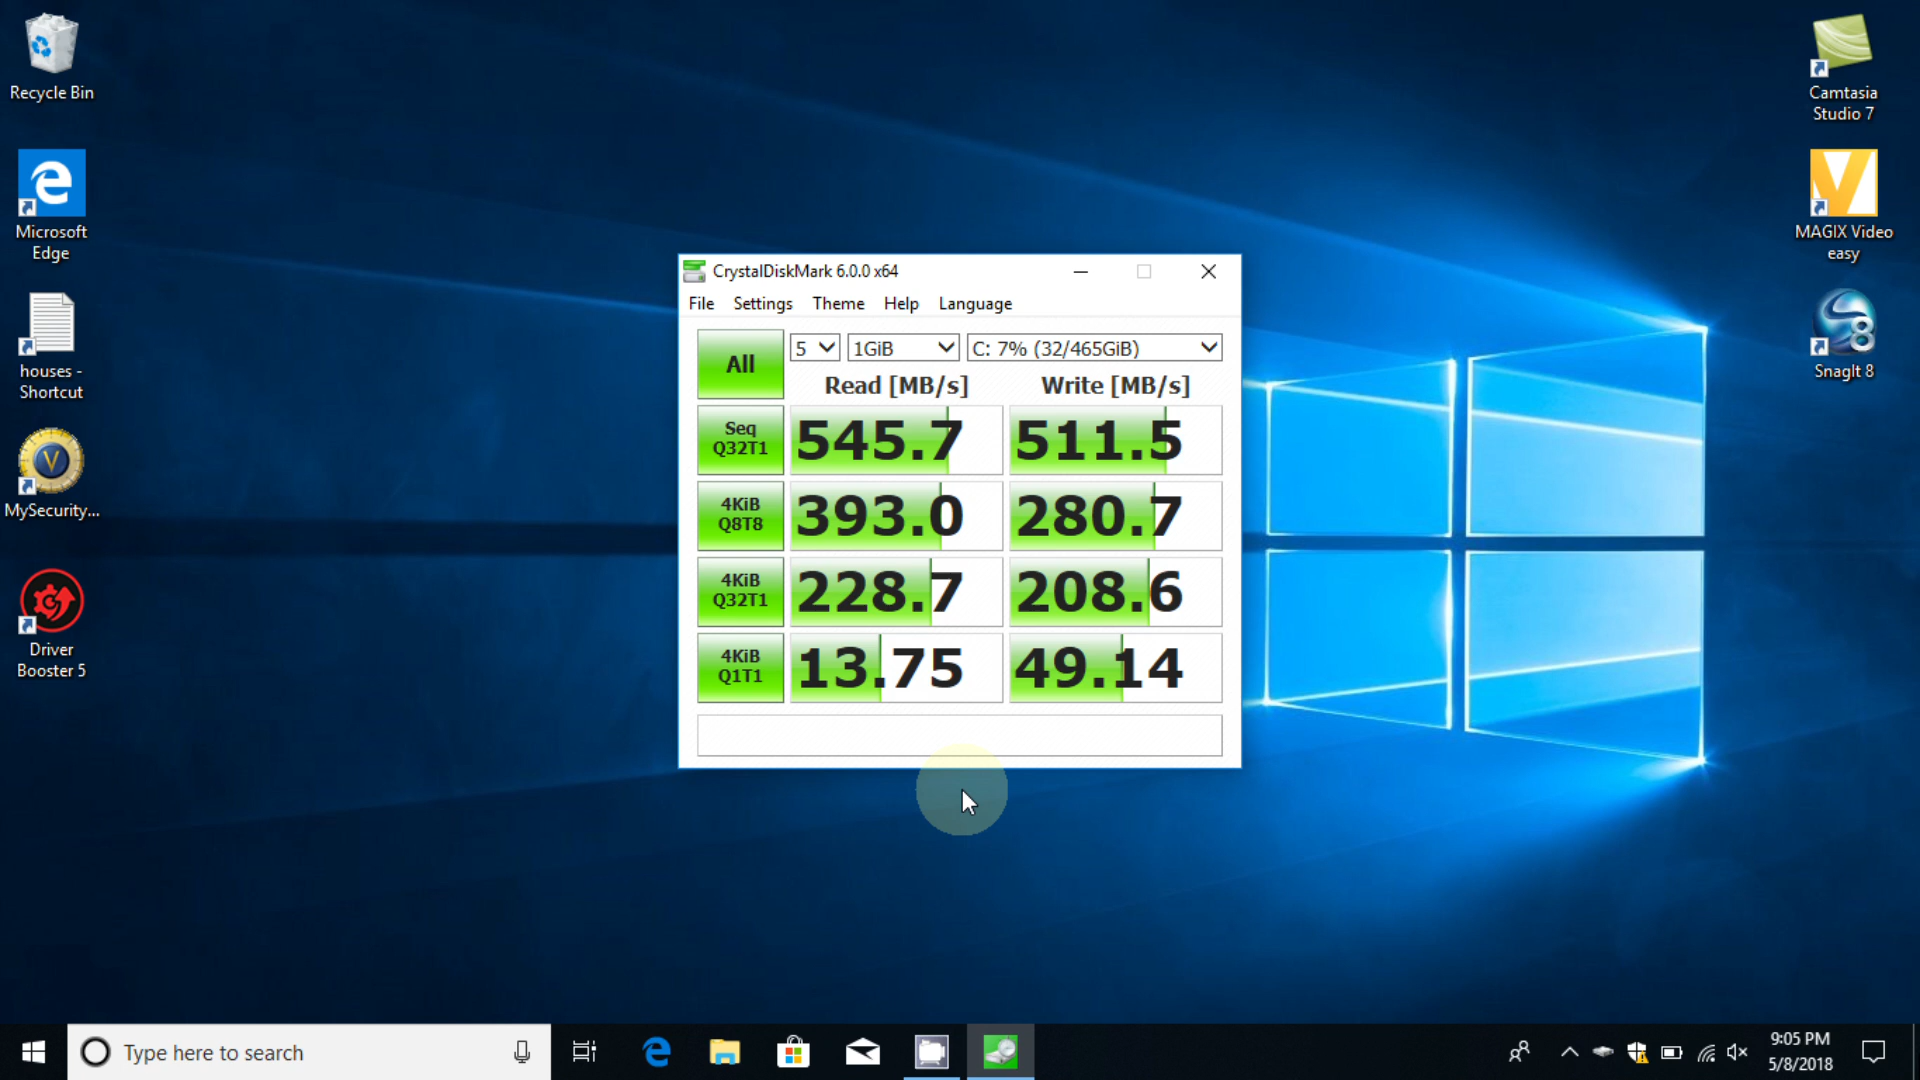 Recycle Bin
Microsoft
Edge
houses -
Shortcut
V
MySecurity...
Driver
Booster 5
CrystalDiskMark 6.0.0 x64
File Settings Theme Help Language
All
5 1GiB C: 7% (32/465GiB)
Read [MB/s] Write [MB/s]
Seq
Q32T1
545.7 511.5
4KiB
Q8T8
393.0 280.7
4KiB
Q32T1
228.7 208.6
4KiB
Q1T1
13.75 49.14
Camtasia
Studio 7
MAGIX Video
easy
8
SnagIt 8
Type here to search
9:05 PM
5/8/2018